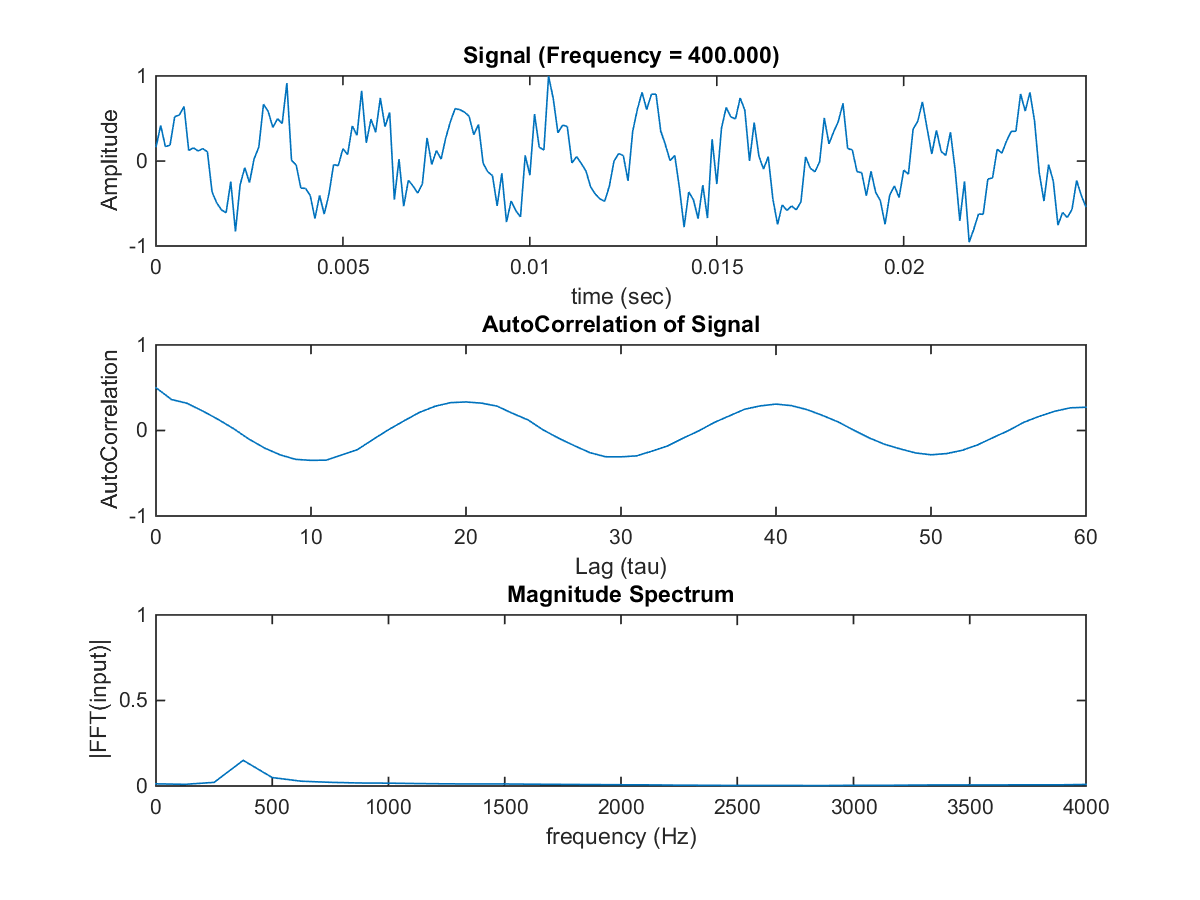 Signal (Frequency = 400.000)
1
0
-1
Amplitude
0 0.005 0.01 0.015 0.02
time (sec)
AutoCorrelation of Signal
1
0
-1
AutoCorrelation
0 10 20 30 40 50 60
Lag (tau)
Magnitude Spectrum
1
0.5
0
|FFT(input)|
0 500 1000 1500 2000 2500 3000 3500 4000
frequency (Hz)